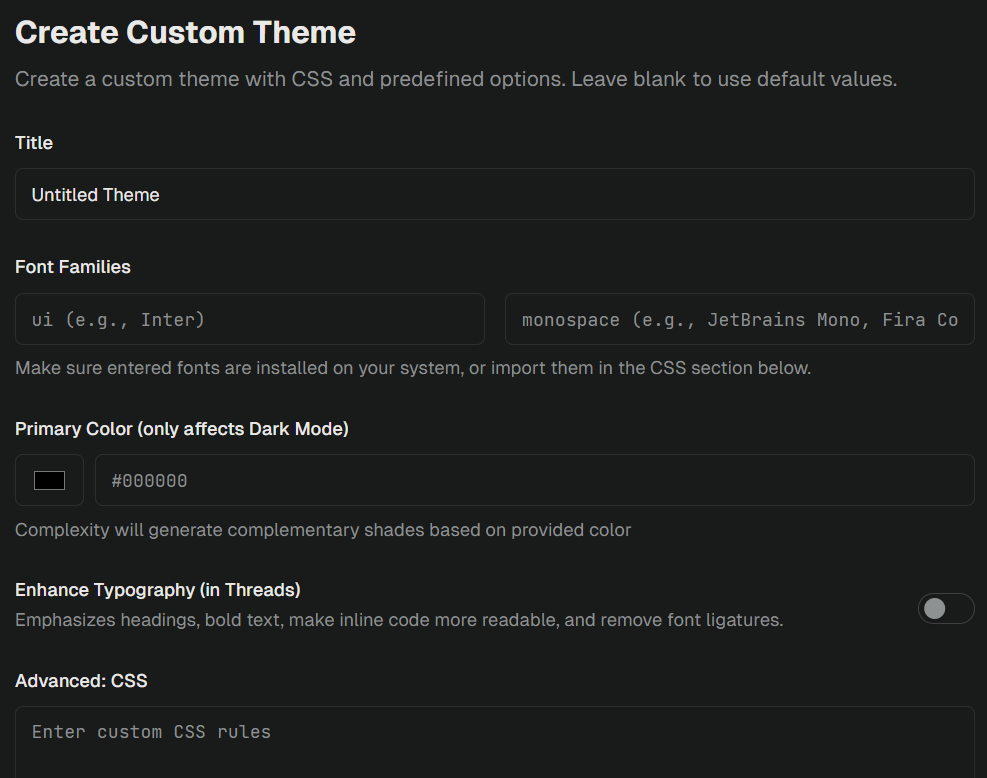 Create Custom Theme
Create a custom theme with CSS and predefined options. Leave blank to use default values.
Title
Untitled Theme
Font Families
ui (e.g., Inter)
monospace (e.g., JetBrains Mono, Fira Co
Make sure entered fonts are installed on your system, or import them in the CSS section below.
Primary Color (only affects Dark Mode)
#000000
Complexity will generate complementary shades based on provided color
Enhance Typography (in Threads)
Emphasizes headings, bold text, make inline code more readable, and remove font ligatures.
Advanced: CSS
Enter custom CSS rules